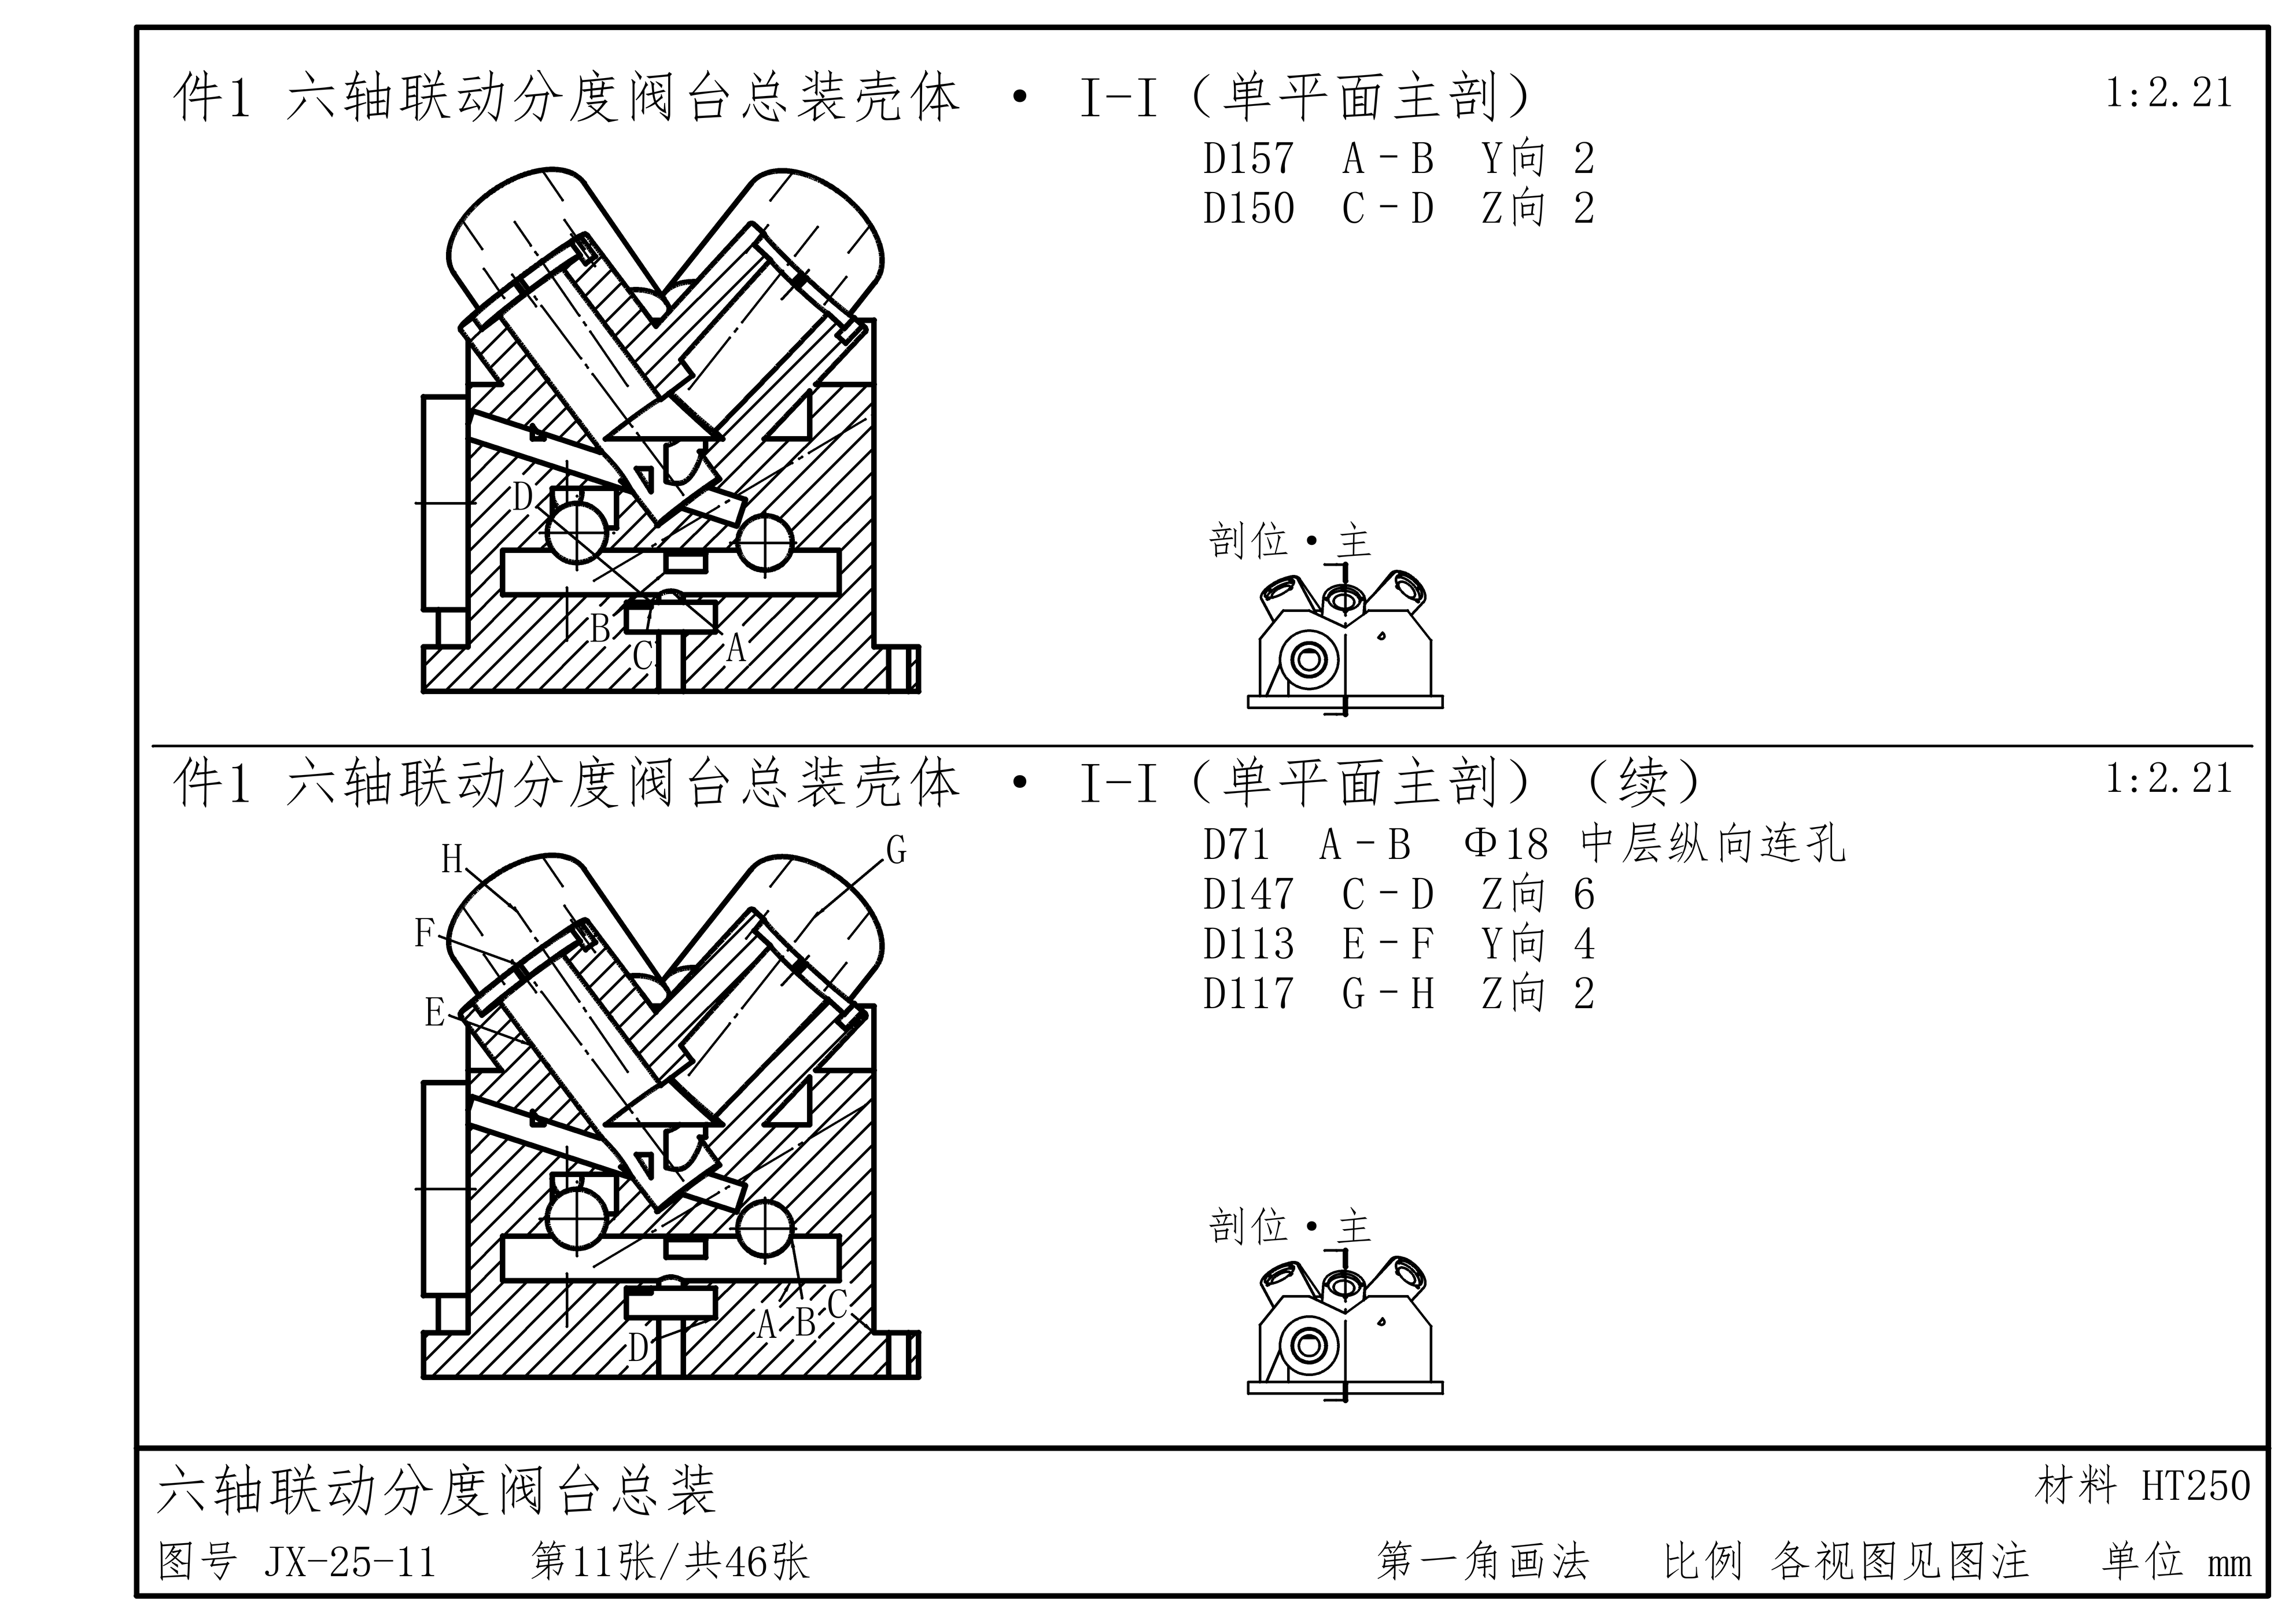 件1 六轴联动分度阀台总装壳体 · I-I（单平面主剖） 1:2.21
D157 A-B Y向 2
D150 C-D Z向 2
D
剖位·主
B
C
A
件1 六轴联动分度阀台总装壳体 · I-I（单平面主剖）（续） 1:2.21
D71 A-B Φ18 中层纵向连孔
D147 C-D Z向 6
D113 E-F Y向 4
D117 G-H Z向 2
H
G
F
E
剖位·主
A
B
C
D
六轴联动分度阀台总装 材料 HT250
图号 JX-25-11 第11张/共46张 第一角画法 比例 各视图见图注 单位 mm